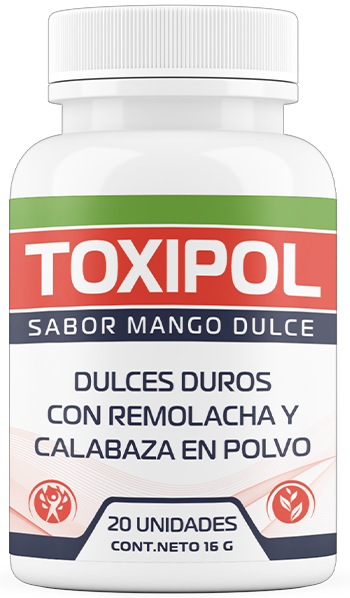 TOXIPOL
SABOR MANGO DULCE
DULCES DUROS
CON REMOLACHA Y
CALABAZA EN POLVO
20 UNIDADES
CONT.NETO 16 G